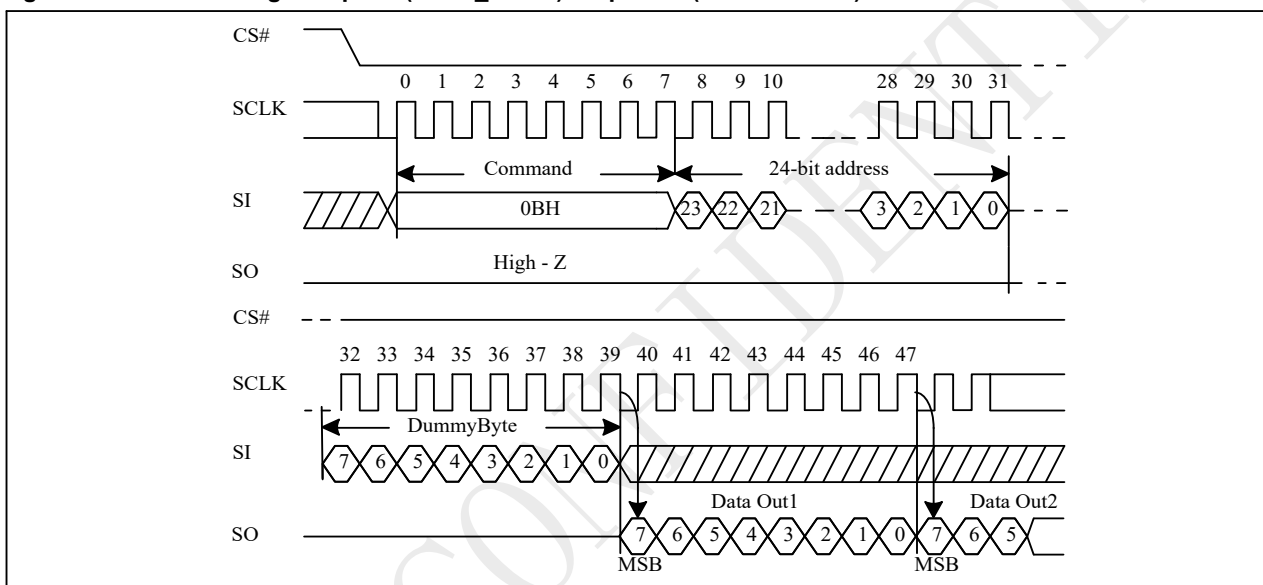 CS#
0 1 2 3 4 5 6 7 8 9 10 28 29 30 31
SCLK
Command 24-bit address
SI
0BH 23 22 21 3 2 1 0
High - Z
SO
CS#
32 33 34 35 36 37 38 39 40 41 42 43 44 45 46 47
SCLK
DummyByte
SI
7 6 5 4 3 2 1 0
Data Out1 Data Out2
SO
7 6 5 4 3 2 1 0 7 6 5
MSB MSB